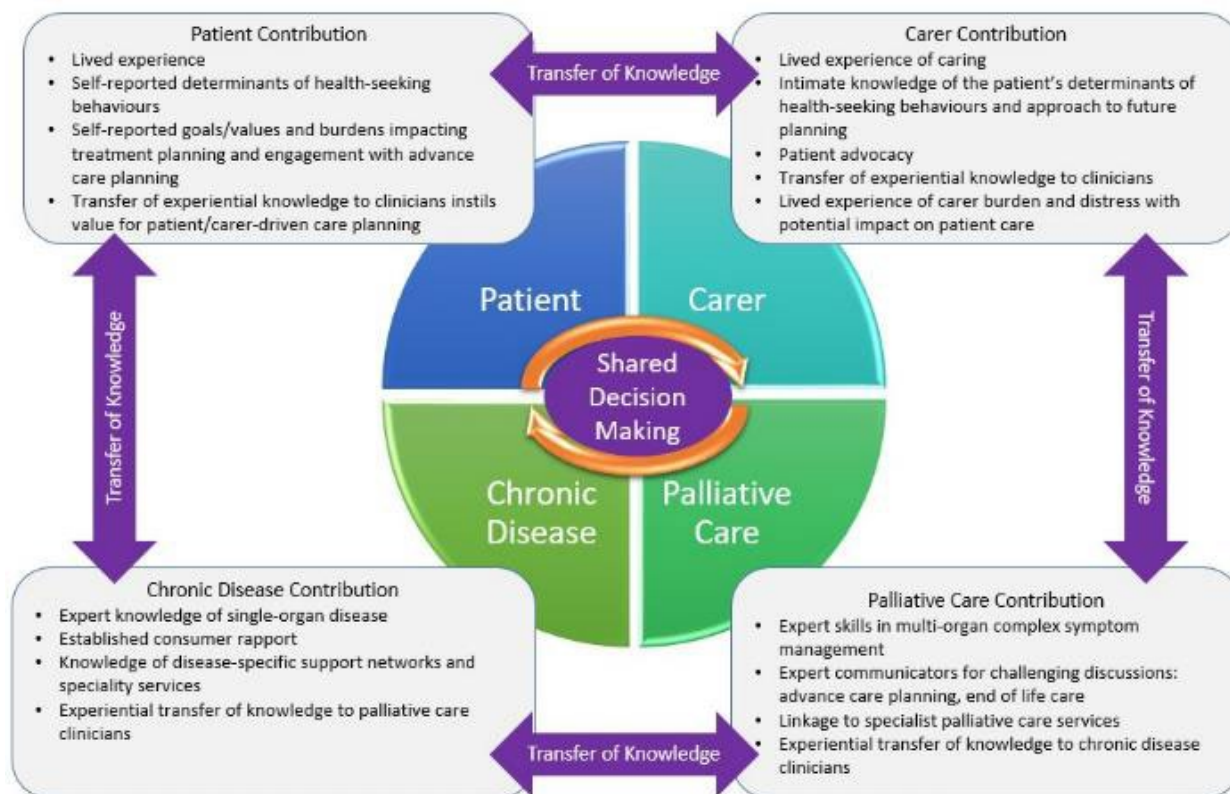 Patient Contribution
• Lived experience
• Self-reported determinants of health-seeking
behaviours
• Self-reported goals/values and burdens impacting
treatment planning and engagement with advance
care planning
• Transfer of experiential knowledge to clinicians instils
value for patient/carer-driven care planning
Transfer of Knowledge
Carer Contribution
• Lived experience of caring
• Intimate knowledge of the patient's determinants of
health-seeking behaviours and approach to future
planning
• Patient advocacy
• Transfer of experiential knowledge to clinicians
• Lived experience of carer burden and distress with
potential impact on patient care
Transfer of Knowledge
Patient
Carer
Shared
Decision
Making
Chronic
Disease
Palliative
Care
Transfer of Knowledge
Chronic Disease Contribution
• Expert knowledge of single-organ disease
• Established consumer rapport
• Knowledge of disease-specific support networks and
speciality services
• Experiential transfer of knowledge to palliative care
clinicians
Transfer of Knowledge
Palliative Care Contribution
• Expert skills in multi-organ complex symptom
management
• Expert communicators for challenging discussions:
advance care planning, end of life care
• Linkage to specialist palliative care services
• Experiential transfer of knowledge to chronic disease
clinicians